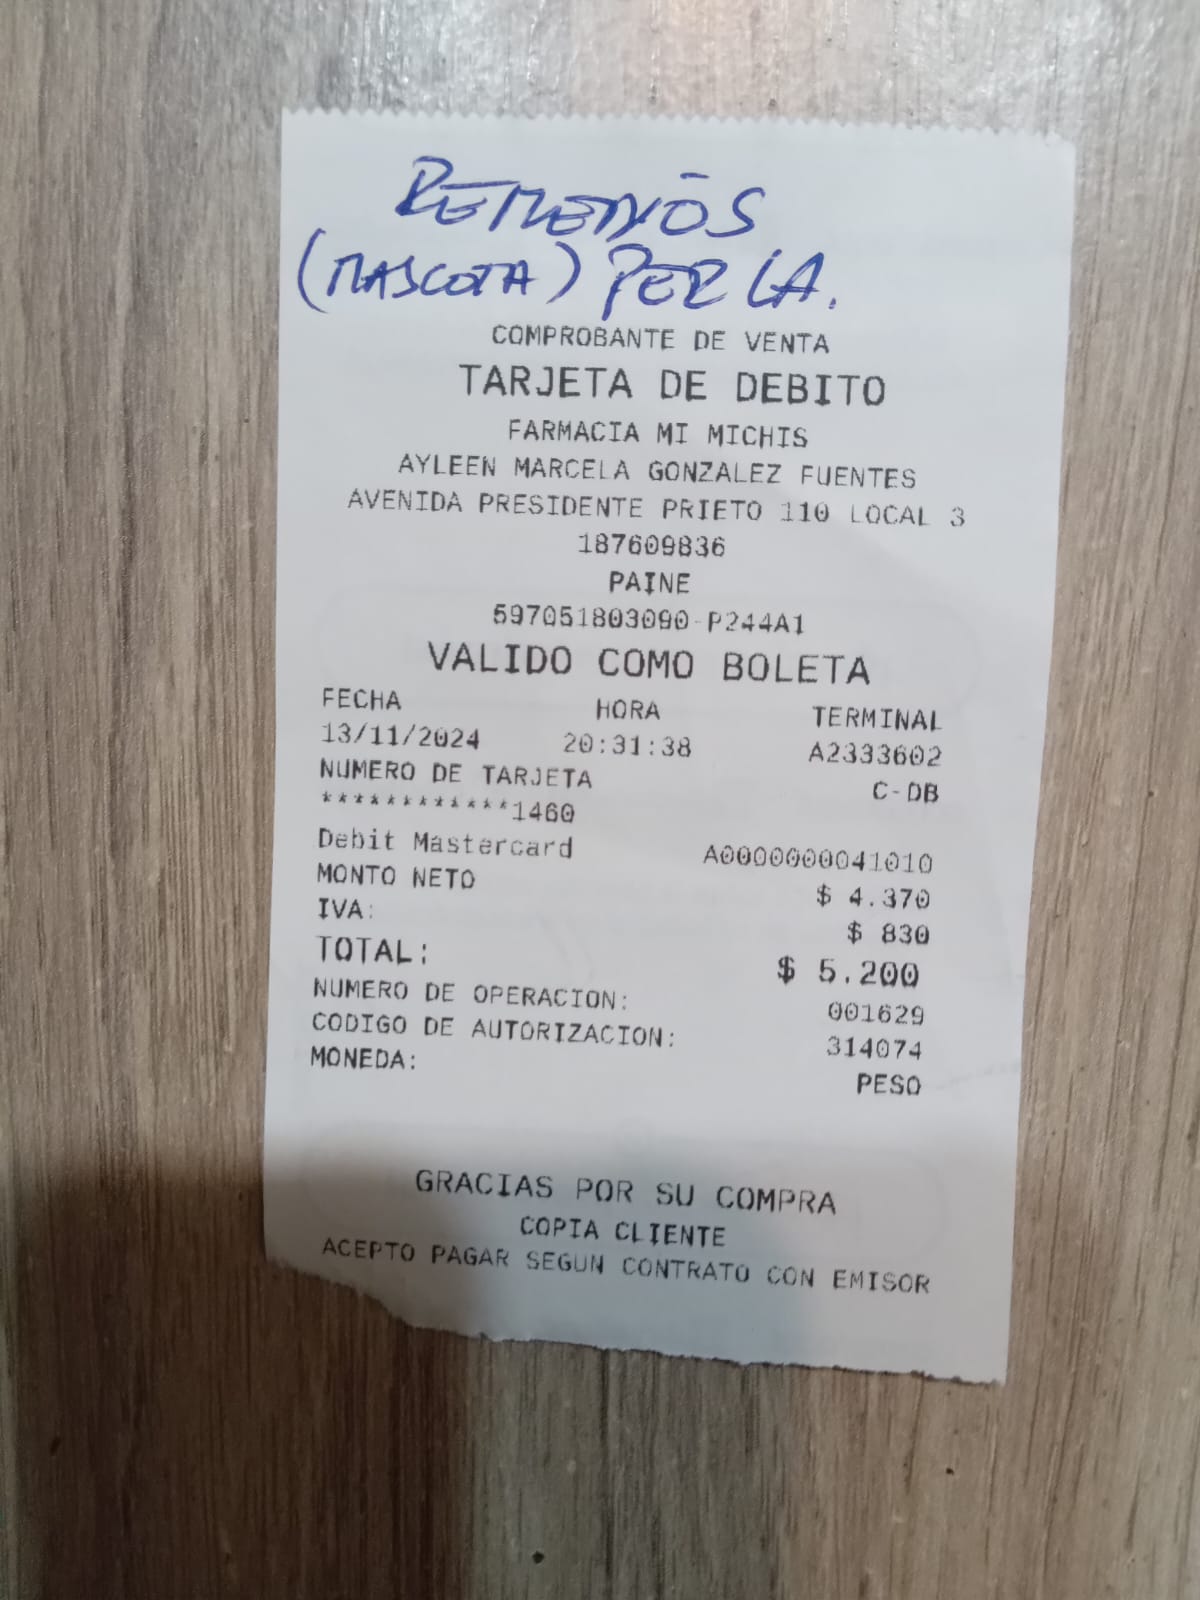 REMEDIOS
(MASCOTA) PERLA.
COMPROBANTE DE VENTA
TARJETA DE DEBITO
FARMACIA MI MICHIS
AYLEEN MARCELA GONZALEZ FUENTES
AVENIDA PRESIDENTE PRIETO 110 LOCAL 3
187609836
PAINE
597051803090-P244A1
VALIDO COMO BOLETA
FECHA HORA TERMINAL
13/11/2024 20:31:38 A2333602
NUMERO DE TARJETA C-DB
************1460
Debit Mastercard A0000000041010
MONTO NETO $ 4.370
IVA: $ 830
TOTAL: $ 5.200
NUMERO DE OPERACION: 001629
CODIGO DE AUTORIZACION: 314074
MONEDA: PESO
GRACIAS POR SU COMPRA
COPIA CLIENTE
ACEPTO PAGAR SEGUN CONTRATO CON EMISOR